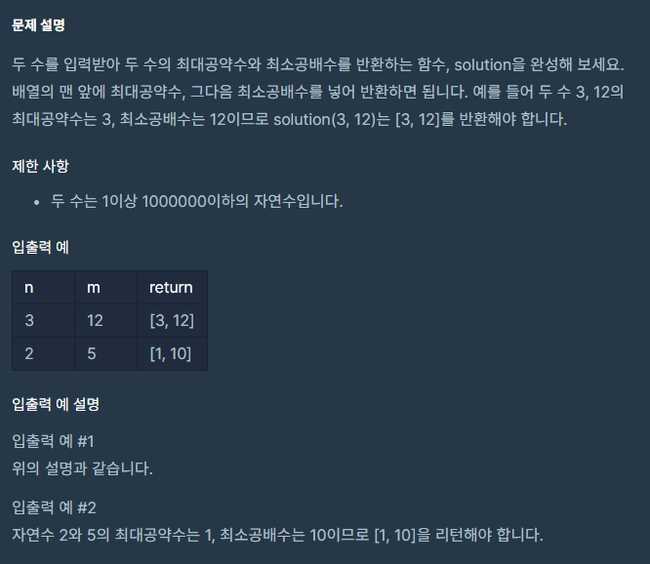 문제 설명
두 수를 입력받아 두 수의 최대공약수와 최소공배수를 반환하는 함수, solution을 완성해 보세요.
배열의 맨 앞에 최대공약수, 그다음 최소공배수를 넣어 반환하면 됩니다. 예를 들어 두 수 3, 12의
최대공약수는 3, 최소공배수는 12이므로 solution(3, 12)는 [3, 12]를 반환해야 합니다.
제한 사항
• 두 수는 1이상 1000000이하의 자연수입니다.
입출력 예
n m return
3 12 [3, 12]
2 5 [1, 10]
입출력 예 설명
입출력 예 #1
위의 설명과 같습니다.
입출력 예 #2
자연수 2와 5의 최대공약수는 1, 최소공배수는 10이므로 [1, 10]을 리턴해야 합니다.